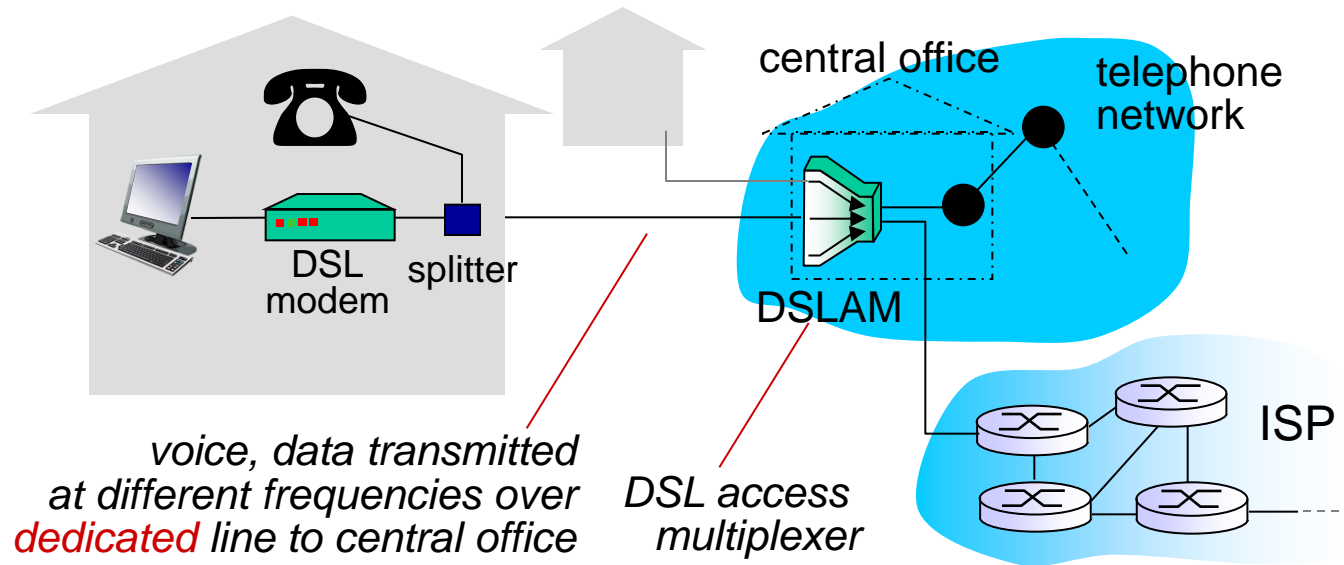 central office
telephone
network
DSL
modem
splitter
DSLAM
ISP
voice, data transmitted
at different frequencies over
dedicated line to central office
DSL access
multiplexer